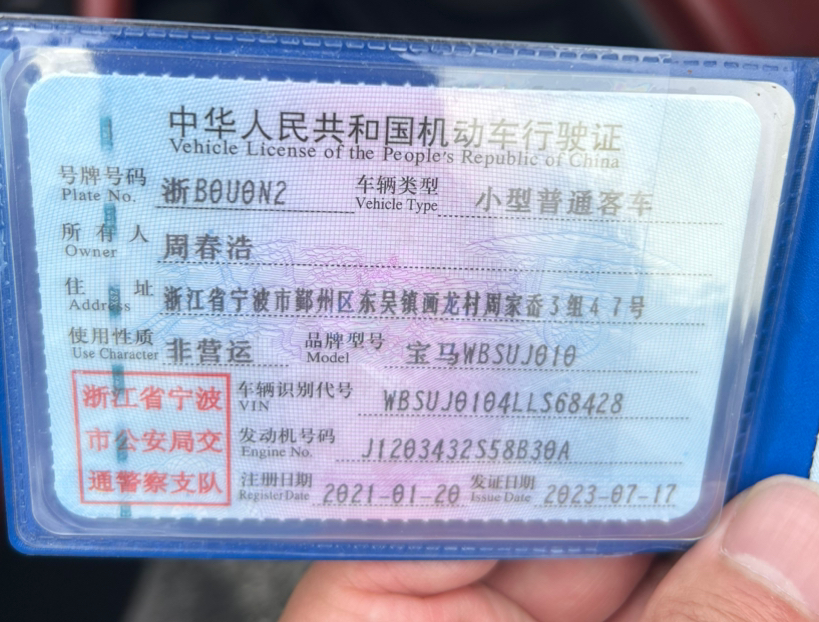 中华人民共和国机动车行驶证
Vehicle License of the People's Republic of China
号牌号码 浙B0U0N2 车辆类型 小型普通客车
Plate No. Vehicle Type
所有人 周春浩
Owner
住址 浙江省宁波市鄞州区东吴镇画龙村周家岙3组47号
Address
使用性质 非营运 品牌型号 宝马WBSUJ010
Use Character Model
浙江省宁波
市公安局交
通警察支队
车辆识别代号 WBSUJ0104LLS68428
VIN
发动机号码 J1203432S58B30A
Engine No.
注册日期 2021-01-20 发证日期 2023-07-17
Register Date Issue Date